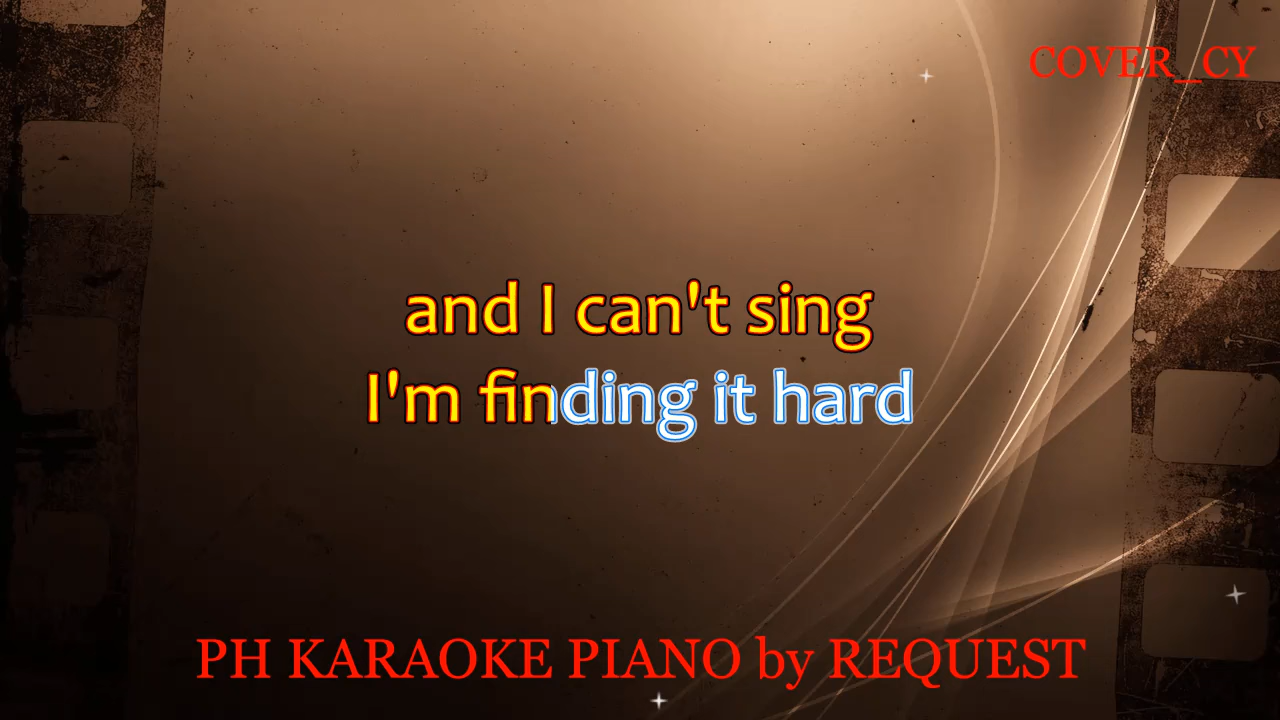 COVER_CY
and I can't sing
I'm finding it hard
PH KARAOKE PIANO by REQUEST